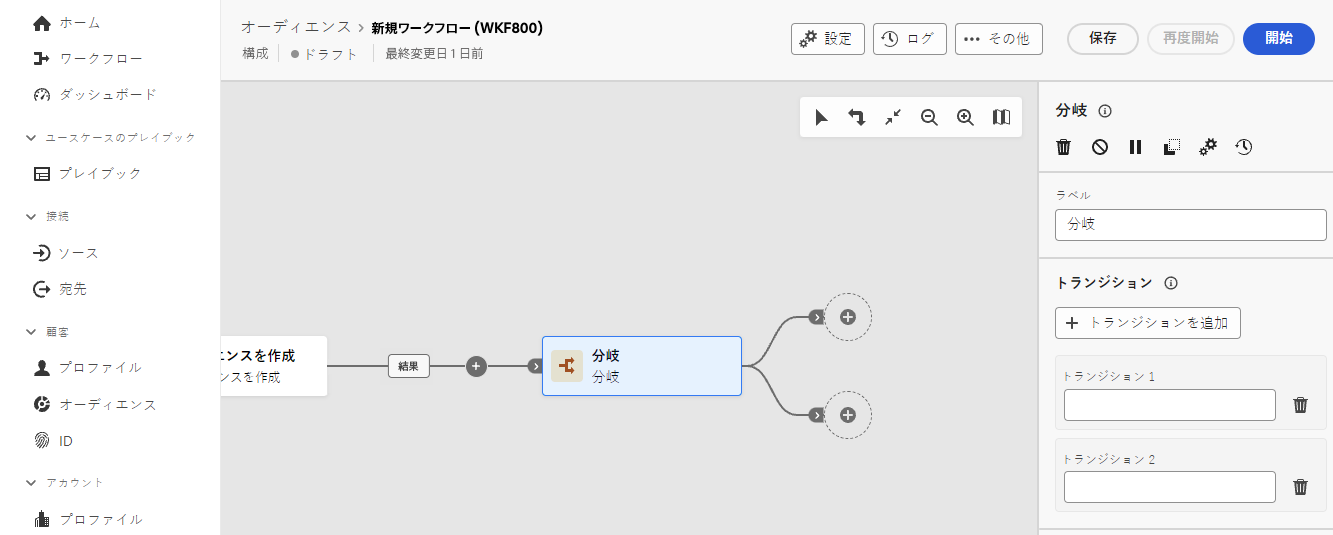 ホーム
ワークフロー
ダッシュボード
ユースケースのプレイブック
プレイブック
接続
ソース
宛先
顧客
プロファイル
オーディエンス
ID
アカウント
プロファイル
オーディエンス > 新規ワークフロー (WKF800)
構成 ドラフト 最終変更日 1 日前
設定 ログ その他 保存 再度開始 開始
エンスを作成
ンスを作成
結果
分岐
分岐
分岐
ラベル
分岐
トランジション
トランジションを追加
トランジション 1
トランジション 2